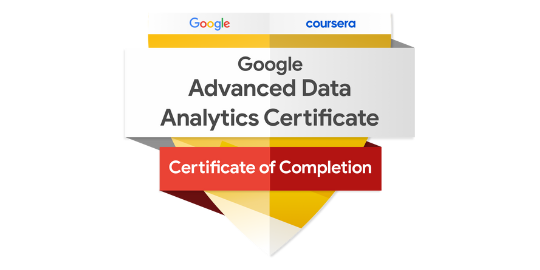 Google coursera
Google
Advanced Data
Analytics Certificate
Certificate of Completion